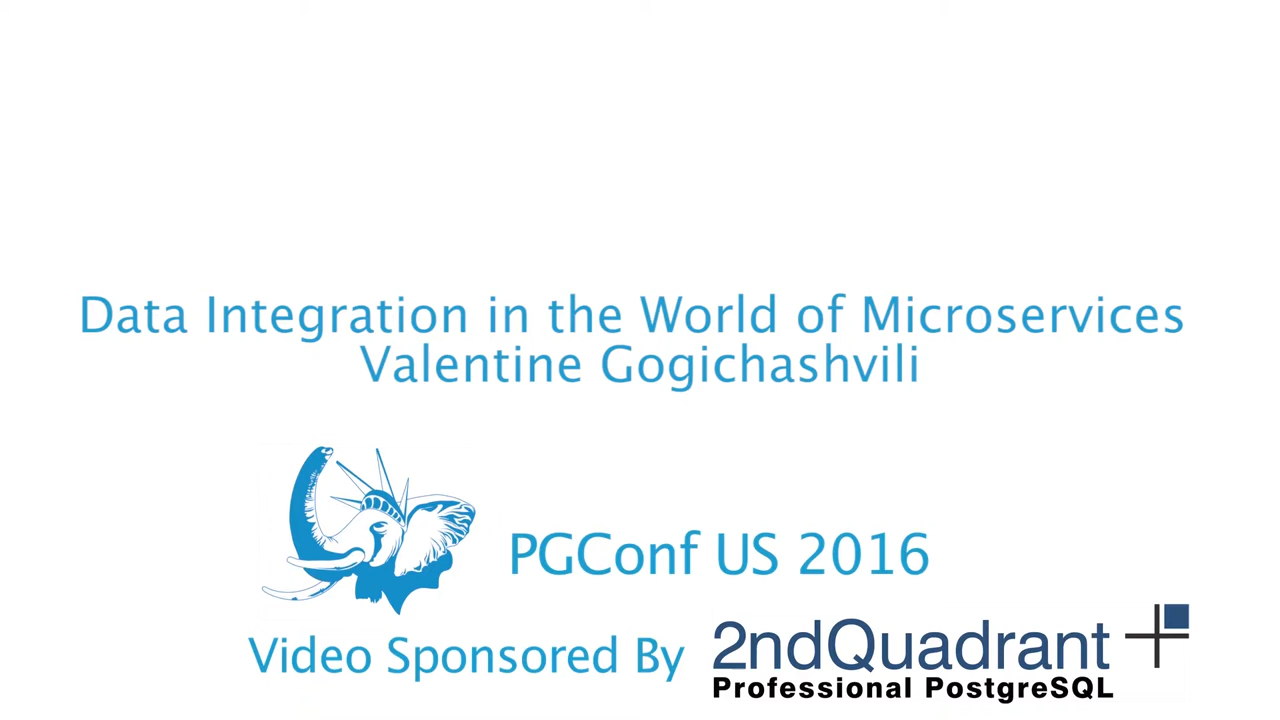 Data Integration in the World of Microservices
Valentine Gogichashvili
PGConf US 2016
Video Sponsored By
2ndQuadrant
Professional PostgreSQL